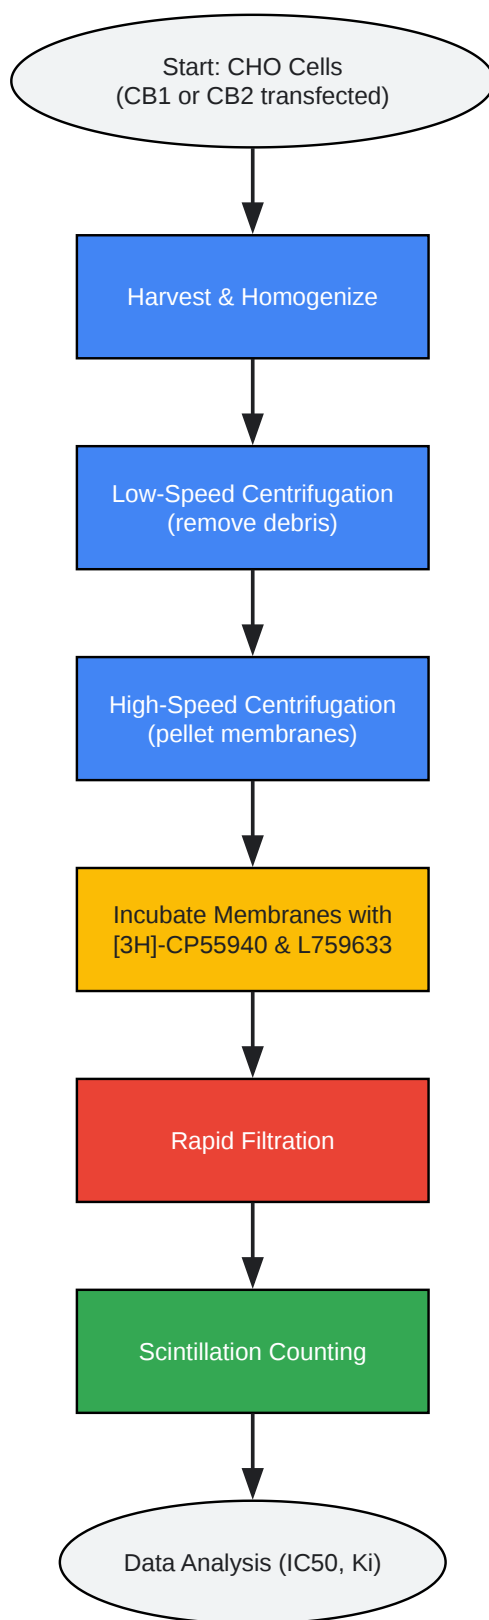 Start: CHO Cells
(CB1 or CB2 transfected)
Harvest & Homogenize
Low-Speed Centrifugation
(remove debris)
High-Speed Centrifugation
(pellet membranes)
Incubate Membranes with
[3H]-CP55940 & L759633
Rapid Filtration
Scintillation Counting
Data Analysis (IC50, Ki)